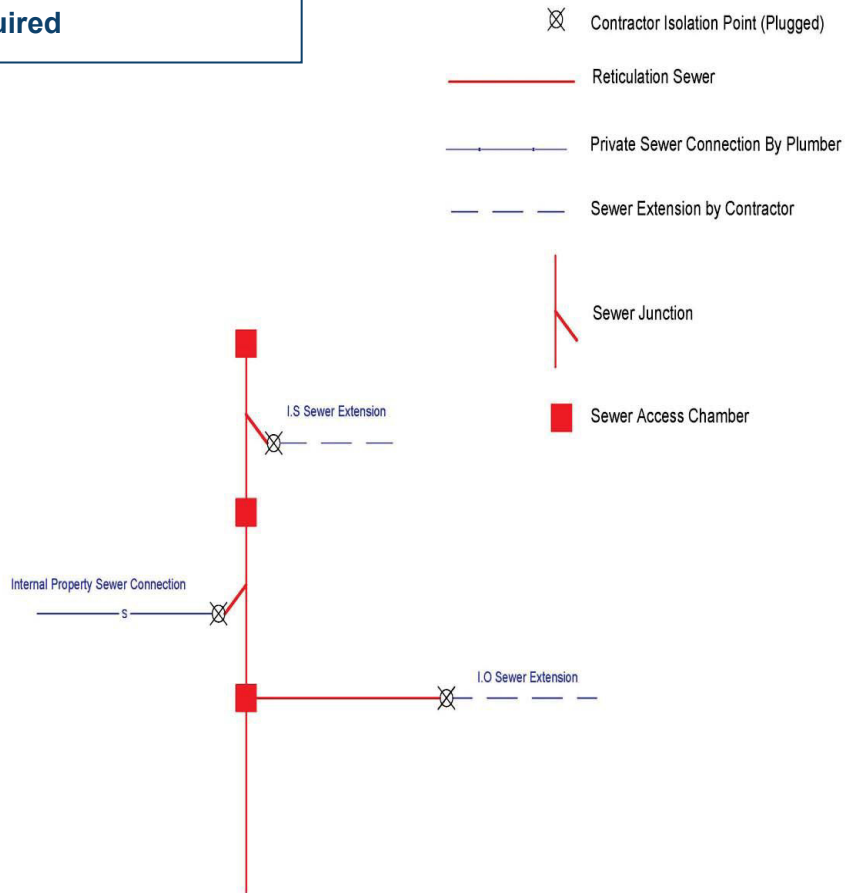 Contractor Isolation Point (Plugged)
Reticulation Sewer
Private Sewer Connection By Plumber
Sewer Extension by Contractor
Sewer Junction
Sewer Access Chamber
I.S Sewer Extension
Internal Property Sewer Connection
S
I.O Sewer Extension